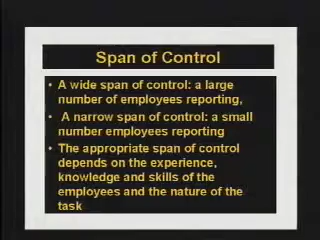 Span of Control
• A wide span of control: a large
number of employees reporting,
• A narrow span of control: a small
number employees reporting
• The appropriate span of control
depends on the experience,
knowledge and skills of the
employees and the nature of the
task